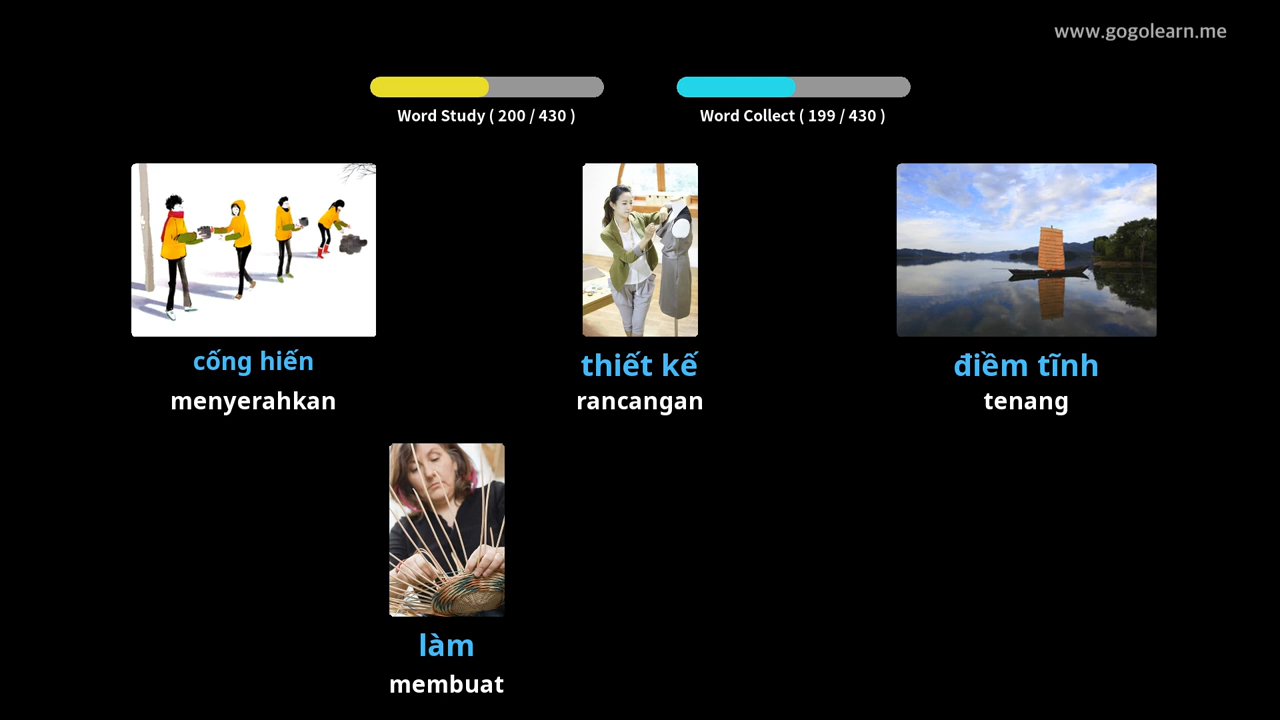 www.gogolearn.me
Word Study ( 200 / 430 )
Word Collect ( 199 / 430 )
cống hiến
menyerahkan
thiết kế
rancangan
điềm tĩnh
tenang
làm
membuat